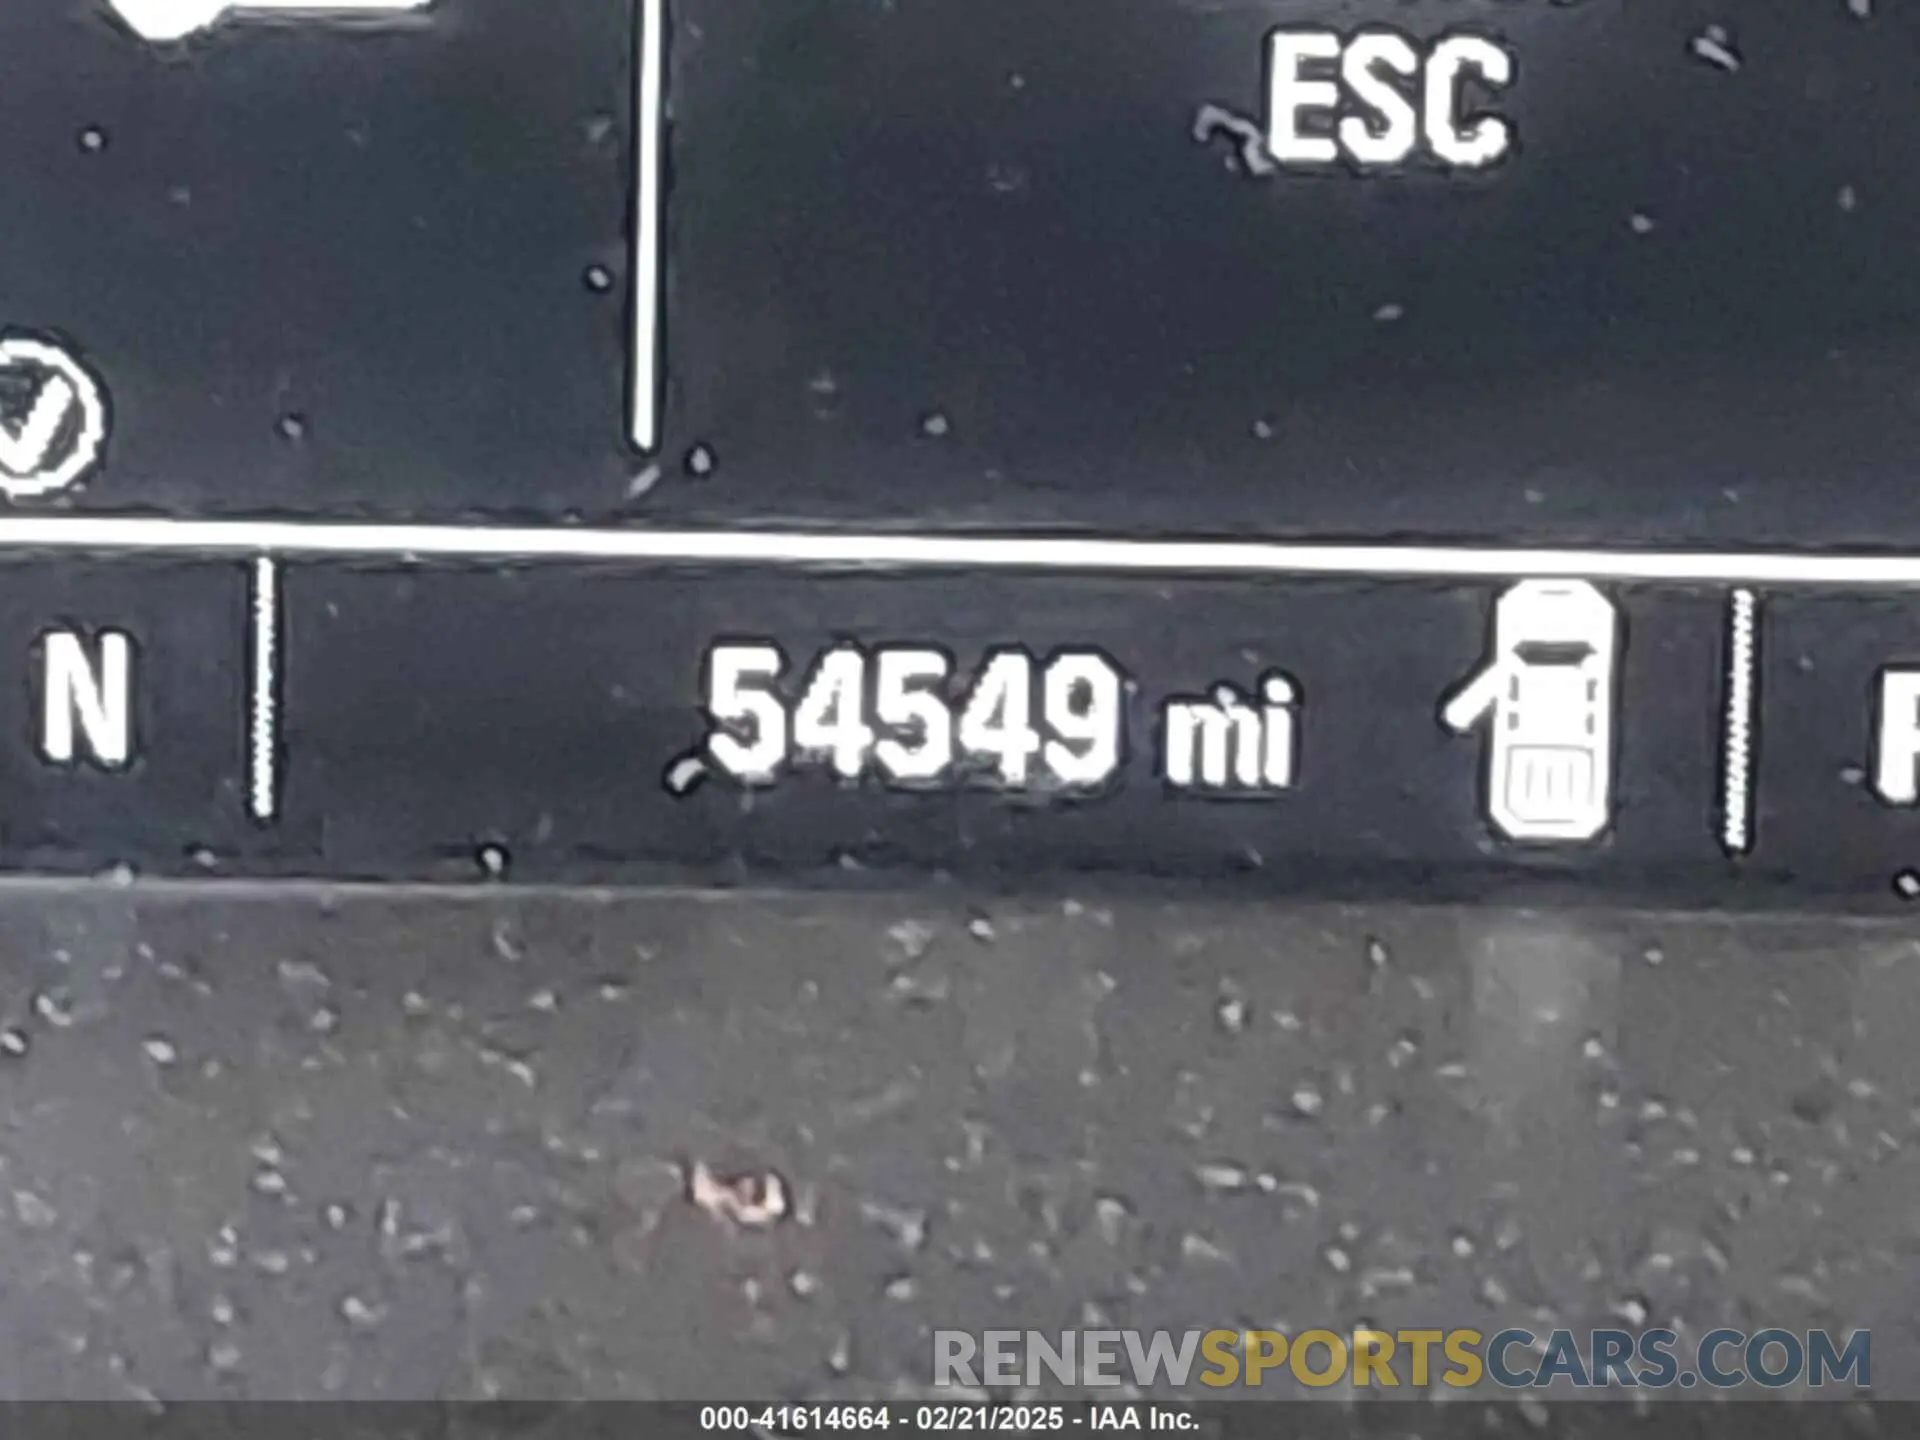 ESC
N
54549 mi
RENEWSPORTSCARS.COM
000-41614664 - 02/21/2025 - IAA Inc.